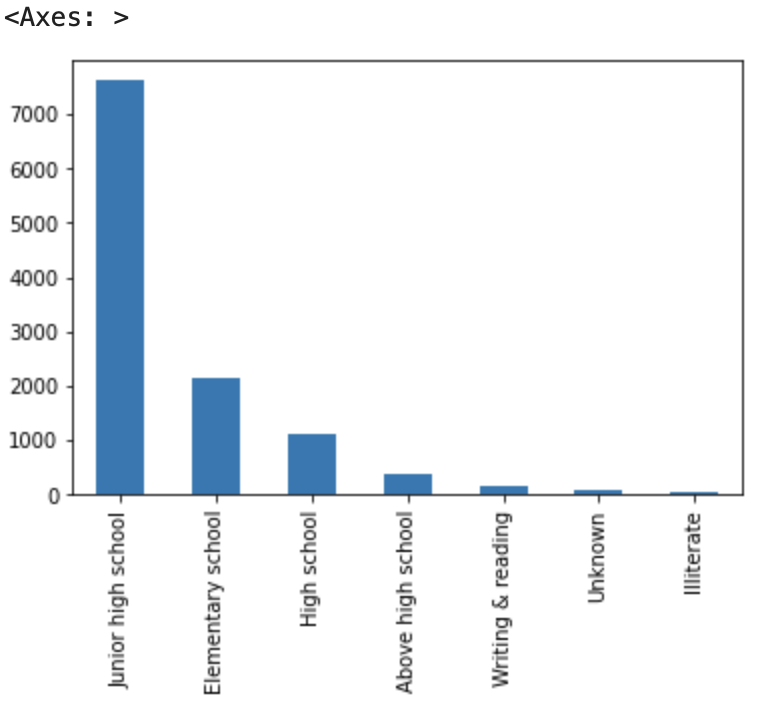 <Axes: >
7000
6000
5000
4000
3000
2000
1000
0
Junior high school
Elementary school
High school
Above high school
Writing & reading
Unknown
Illiterate